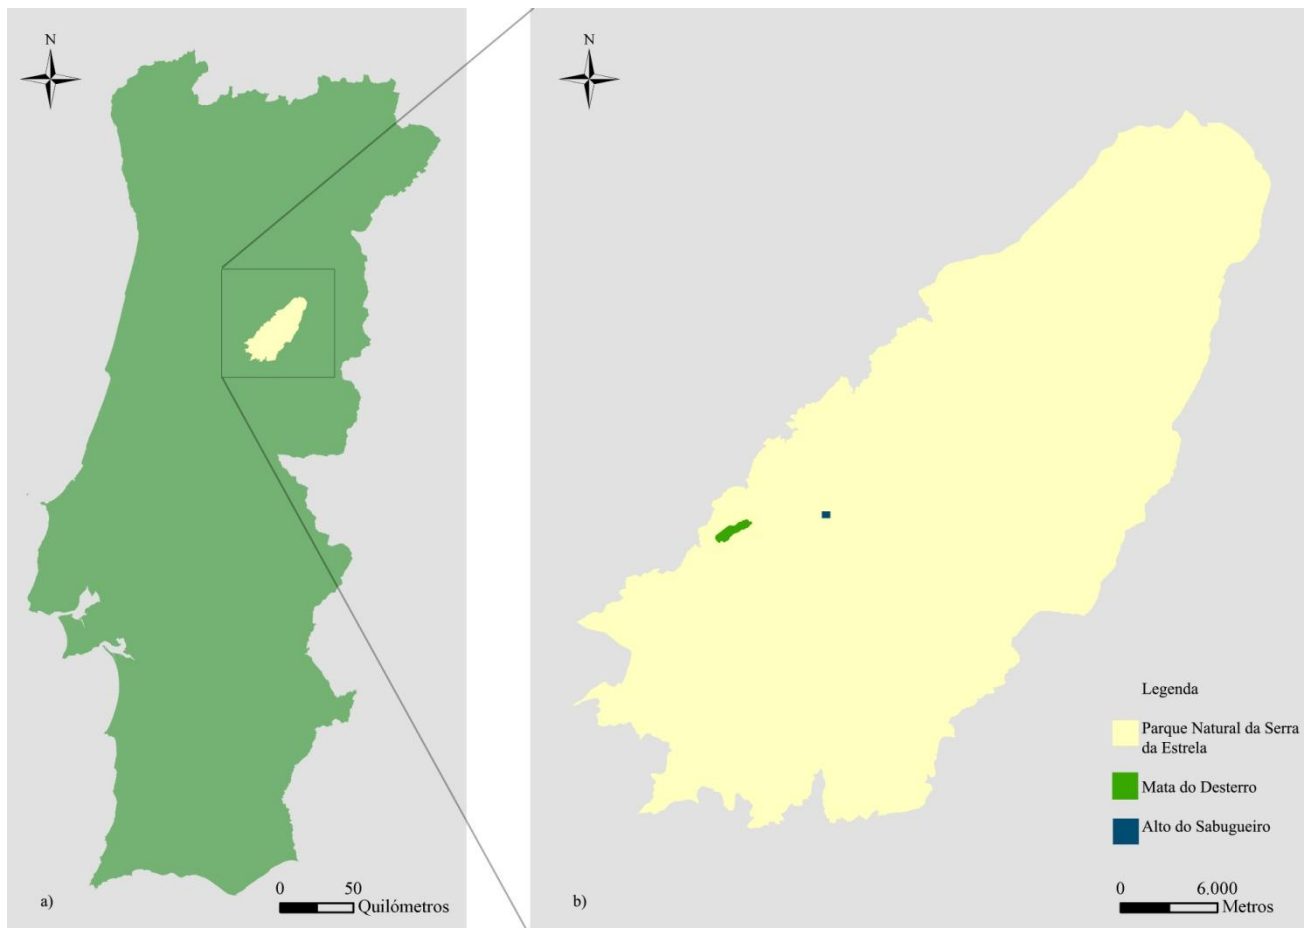 N
0 50
Quilómetros
a)
N
Legenda
Parque Natural da Serra
da Estrela
Mata do Desterro
Alto do Sabugueiro
0 6.000
Metros
b)